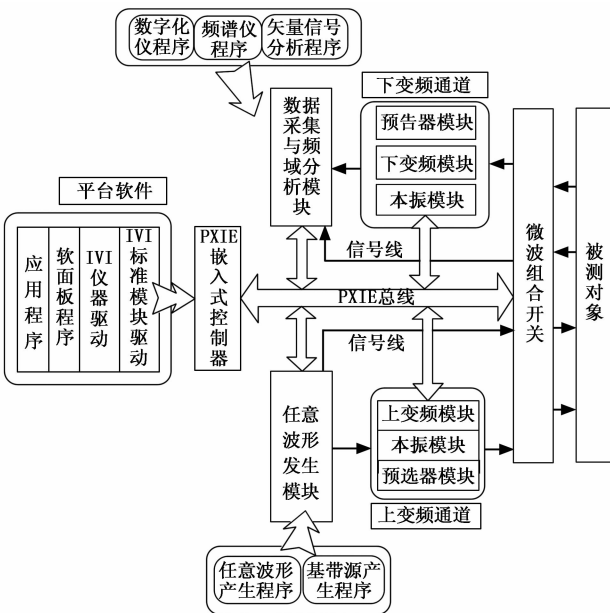 数字化
仪程序
频谱仪
程序
矢量信号
分析程序
下变频通道
数据
采集
与频
域分
析模
块
预告器模块
下变频模块
本振模块
平台软件
应用程序
软面板程序
IVI仪器驱动
IVI标准模块驱动
PXIE
嵌入式控制器
信号线
PXIE总线
信号线
微波组合开关
被测对象
任意
波形
发生
模块
上变频模块
本振模块
预选器模块
上变频通道
任意波形
产生程序
基带源产
生程序